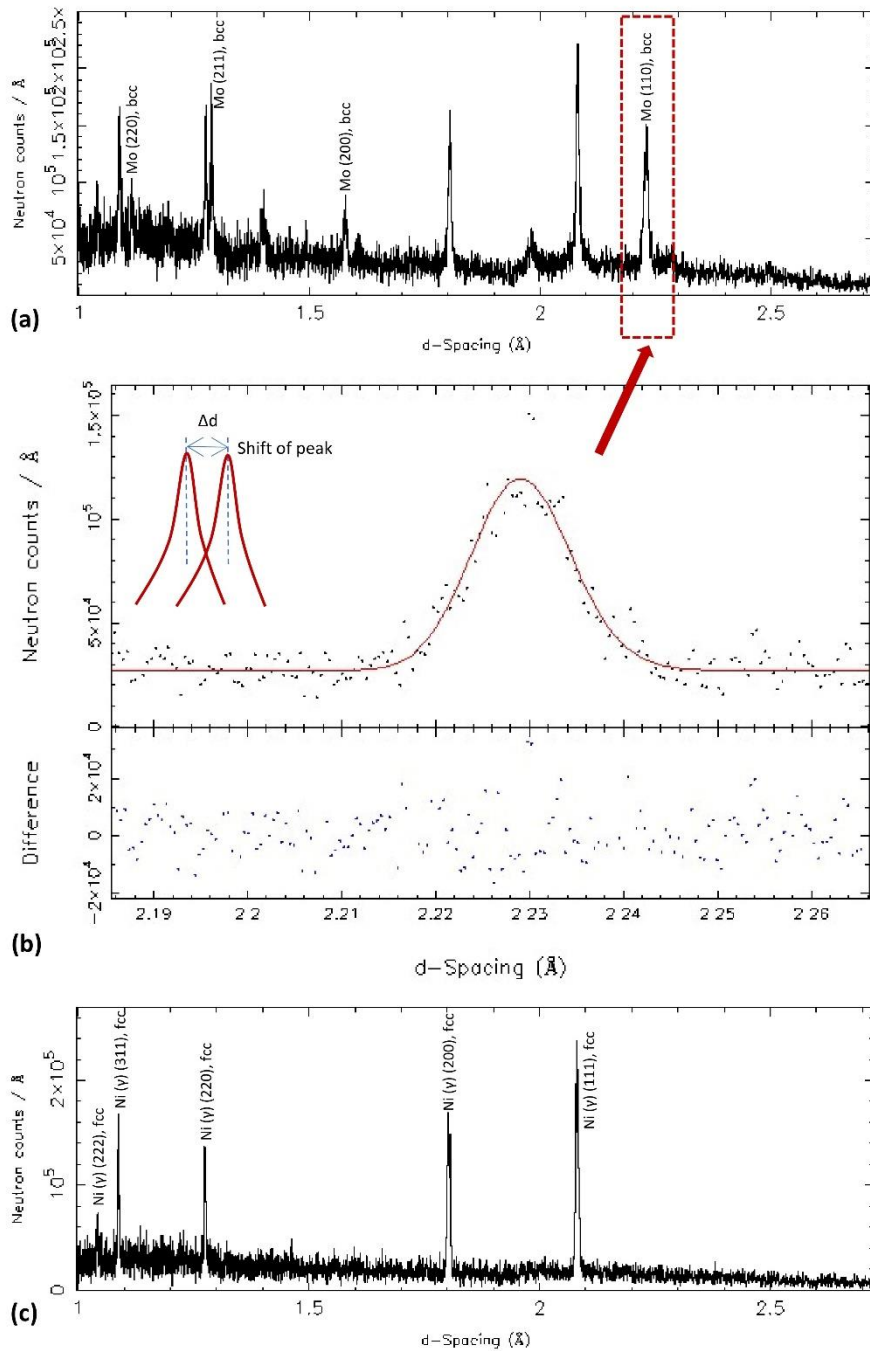 Neutron counts / Å
5×10⁴ 10⁵ 1.5×10⁵ 2×10⁵ 2.5×
Mo (220), bcc
Mo (211), bcc
Mo (200), bcc
Mo (110), bcc
1 1.5 2 2.5
(a)
d-Spacing (Å)
Neutron counts / Å
0 5×10⁴ 10⁵ 1.5×10⁵
Δd
Shift of peak
Difference
−2×10⁴ 0 2×10⁴
2.19 2.2 2.21 2.22 2.23 2.24 2.25 2.26
(b)
d-Spacing (Å)
Neutron counts / Å
0 10⁵ 2×10⁵
Ni (γ) (222), fcc
Ni (γ) (311), fcc
Ni (γ) (220), fcc
Ni (γ) (200), fcc
Ni (γ) (111), fcc
1 1.5 2 2.5
(c)
d-Spacing (Å)